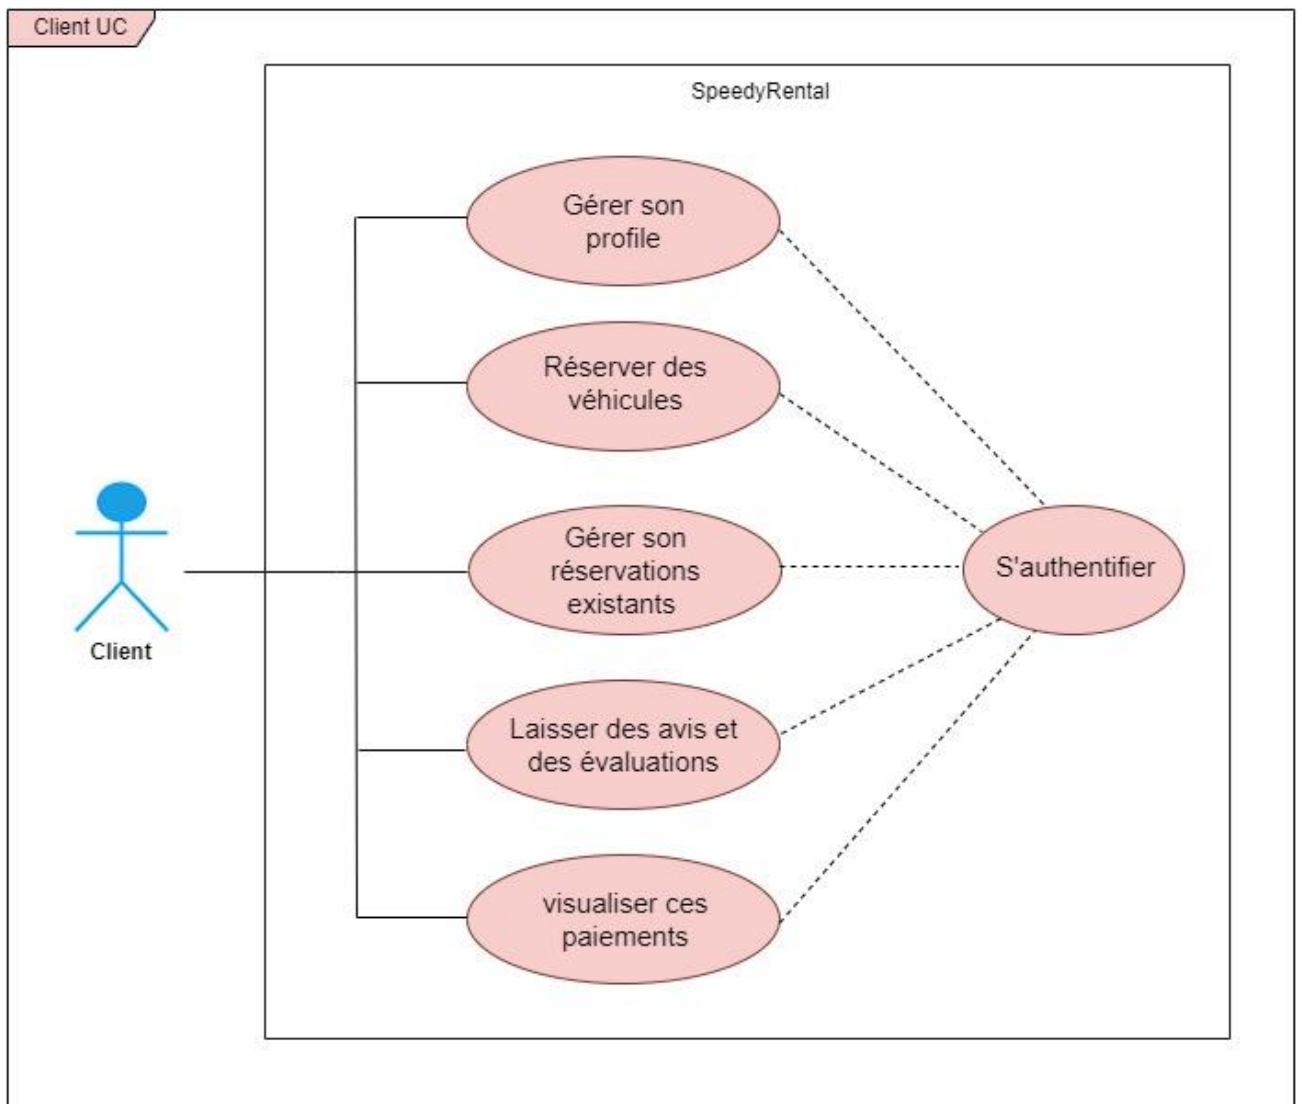 Client UC
SpeedyRental
Gérer son
profile
Réserver des
véhicules
Gérer son
réservations
existants
S'authentifier
Client
Laisser des avis et
des évaluations
visualiser ces
paiements